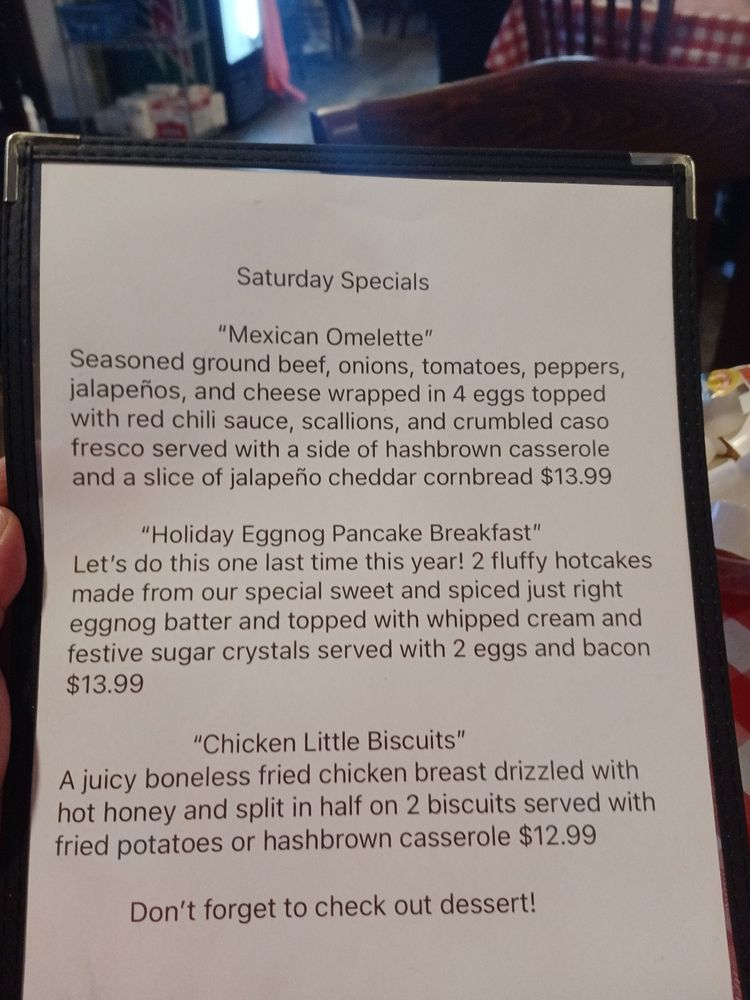 Saturday Specials
“Mexican Omelette”
Seasoned ground beef, onions, tomatoes, peppers,
jalapeños, and cheese wrapped in 4 eggs topped
with red chili sauce, scallions, and crumbled caso
fresco served with a side of hashbrown casserole
and a slice of jalapeño cheddar cornbread $13.99
“Holiday Eggnog Pancake Breakfast”
Let’s do this one last time this year! 2 fluffy hotcakes
made from our special sweet and spiced just right
eggnog batter and topped with whipped cream and
festive sugar crystals served with 2 eggs and bacon
$13.99
“Chicken Little Biscuits”
A juicy boneless fried chicken breast drizzled with
hot honey and split in half on 2 biscuits served with
fried potatoes or hashbrown casserole $12.99
Don’t forget to check out dessert!